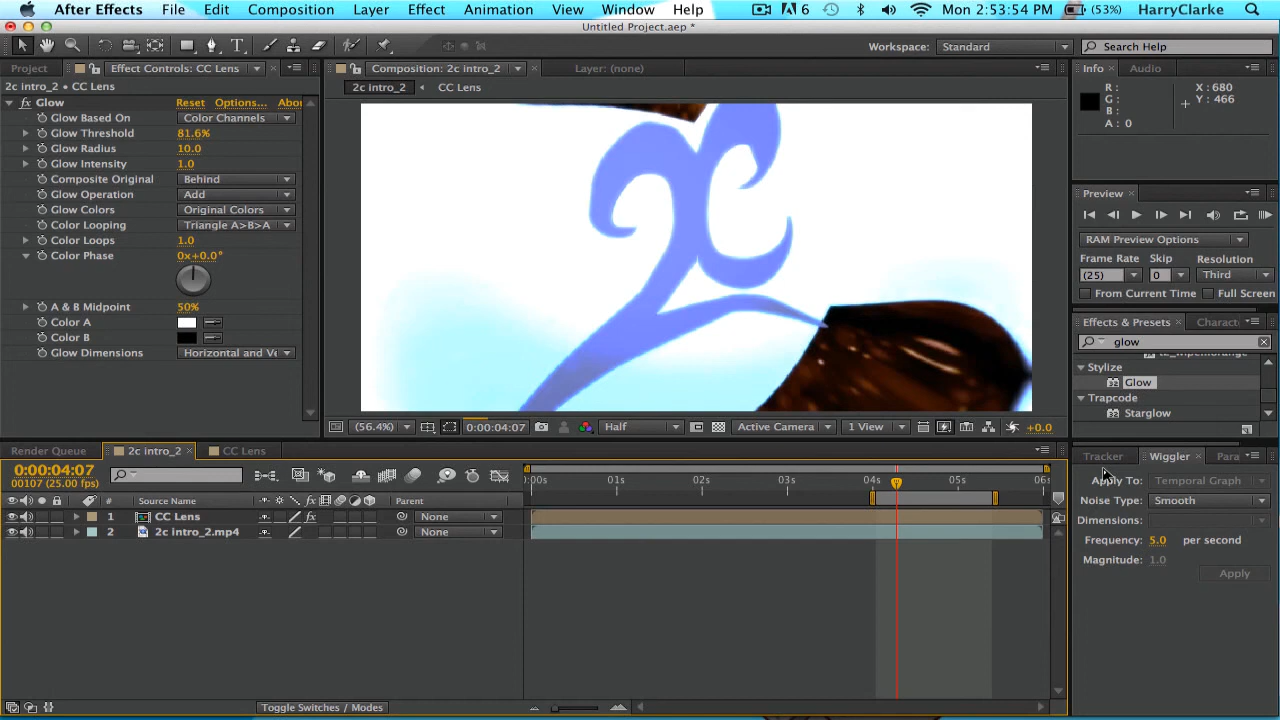 After Effects File Edit Composition Layer Effect Animation View Window Help 6 (53%) Mon 2:53:54 PM HarryClarke
Untitled Project.aep *
Workspace: Standard Search Help
Project Effect Controls: CC Lens Composition: 2c intro_2 Layer: (none) Info Audio
2c intro_2 • CC Lens
2c intro_2 CC Lens
fx Glow Reset Options... Abou
Glow Based On Color Channels
Glow Threshold 81.6%
Glow Radius 10.0
Glow Intensity 1.0
Composite Original Behind
Glow Operation Add
Glow Colors Original Colors
Color Looping Triangle A>B>A
Color Loops 1.0
Color Phase 0x+0.0°
A & B Midpoint 50%
Color A
Color B
Glow Dimensions Horizontal and Ve
2c
(56.4%) 0:00:04:07 Half Active Camera 1 View +0.0
R: X: 680
G: Y: 466
B:
A: 0
Preview
RAM Preview Options
Frame Rate Skip Resolution
(25) 0 Third
From Current Time Full Screen
Effects & Presets Charact
glow
Stylize
Glow
Trapcode
Starglow
Tracker Wiggler Para
Apply To: Temporal Graph
Noise Type: Smooth
Dimensions:
Frequency: 5.0 per second
Magnitude: 1.0
Apply
Render Queue 2c intro_2 CC Lens
0:00:04:07
00107 (25.00 fps)
:00s 01s 02s 03s 04s 05s 06s
# Source Name fx Parent
1 CC Lens fx None
2 2c intro_2.mp4 None
Toggle Switches / Modes